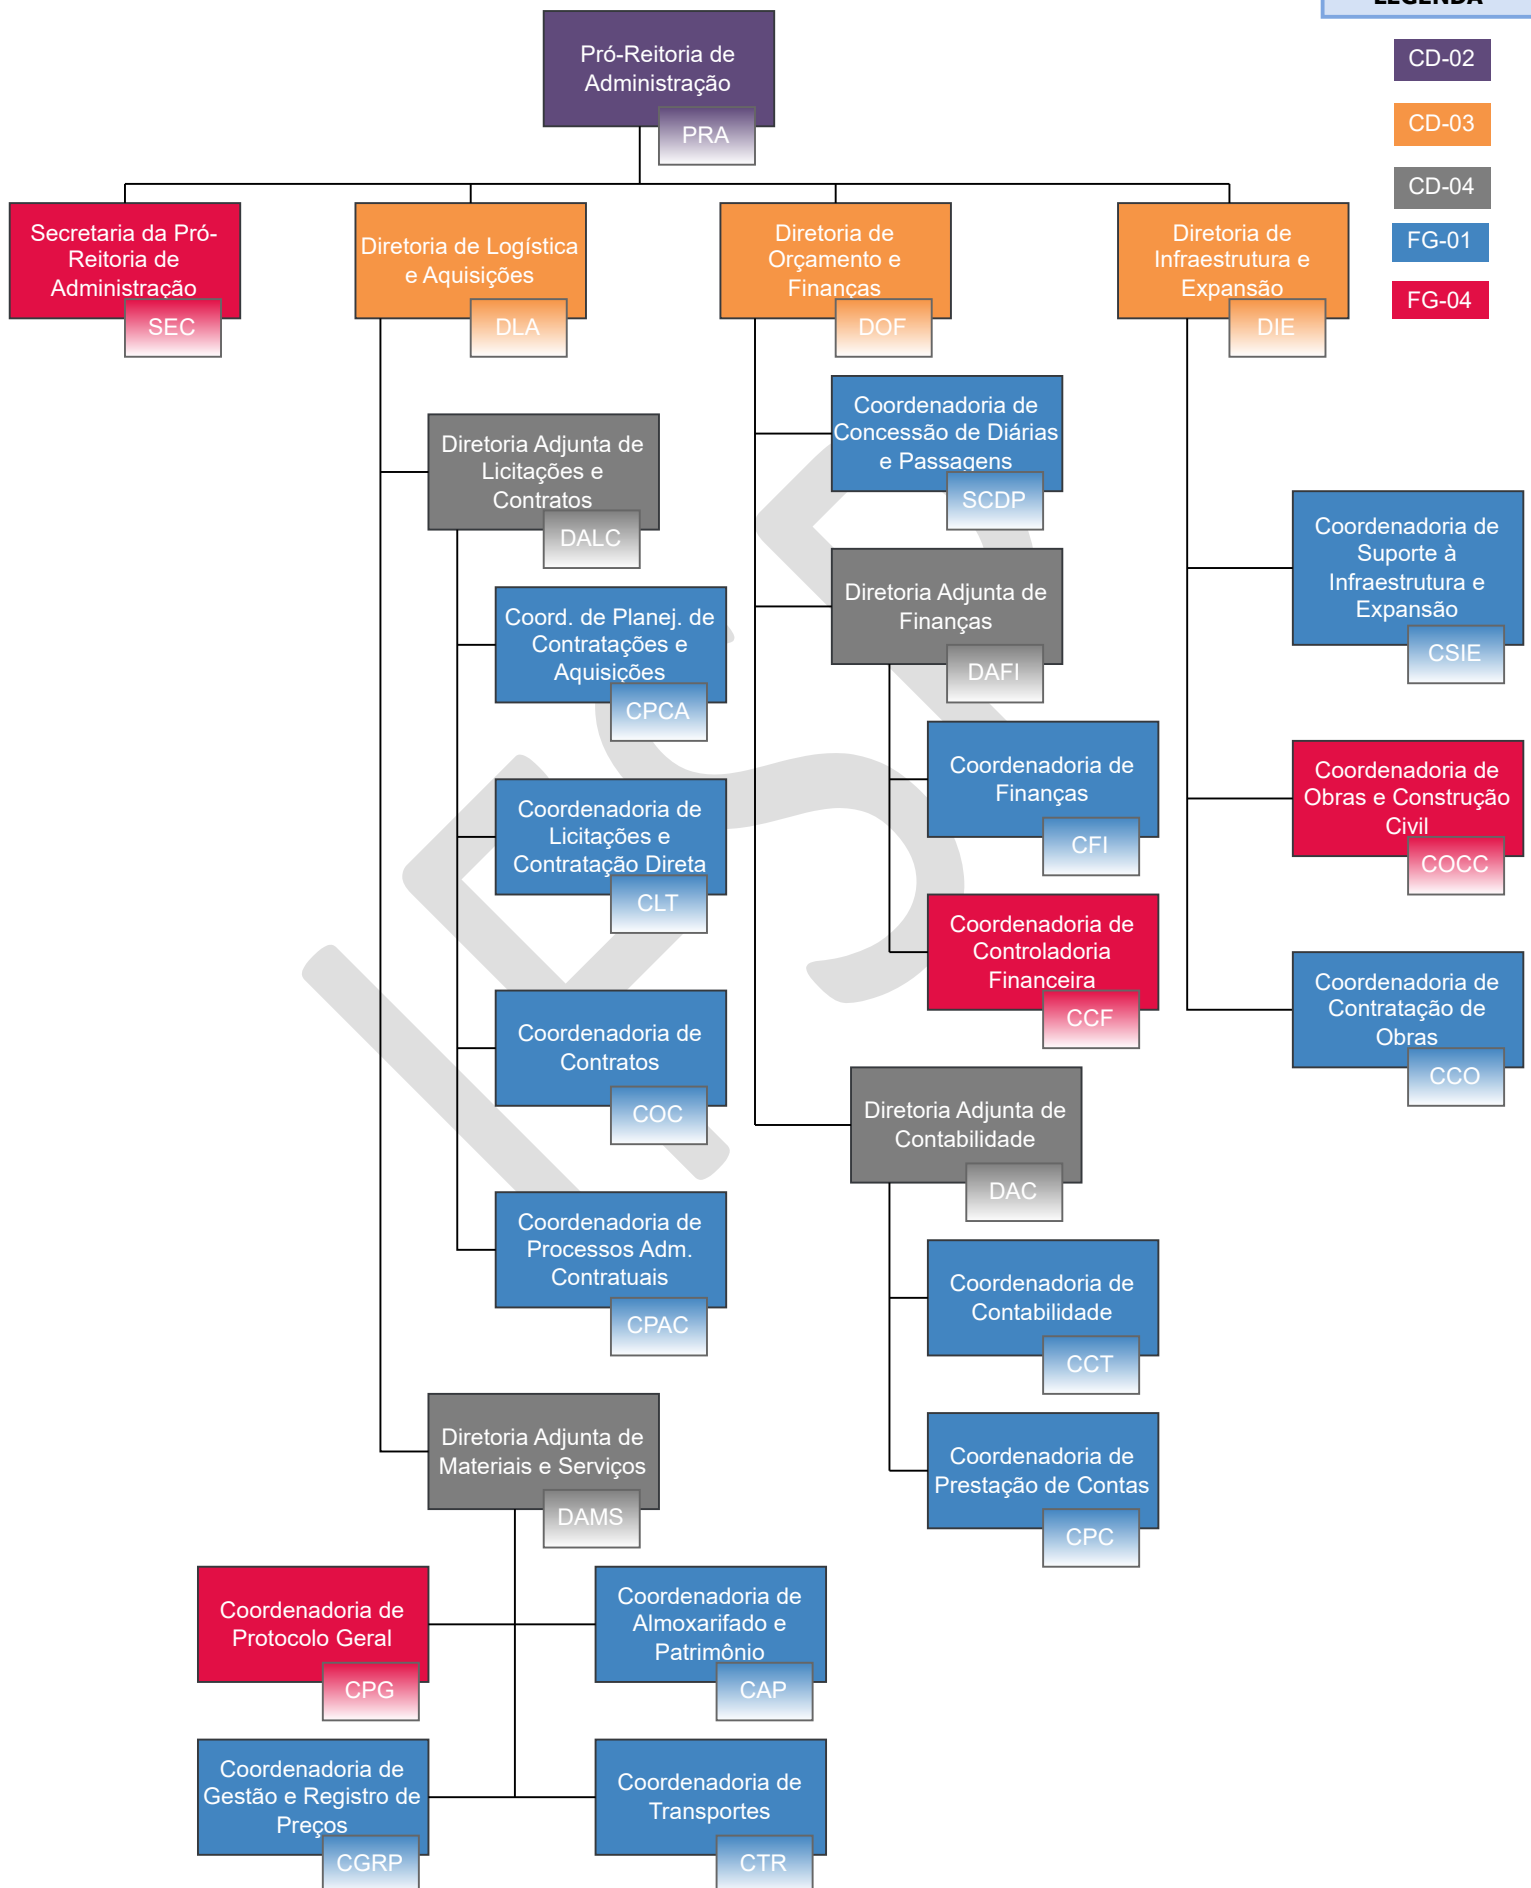 LEGENDA
CD-02
CD-03
CD-04
FG-01
FG-04
Pró-Reitoria de
Administração
PRA
Secretaria da Pró-
Reitoria de
Administração
SEC
Diretoria de Logística
e Aquisições
DLA
Diretoria de
Orçamento e
Finanças
DOF
Diretoria de
Infraestrutura e
Expansão
DIE
Diretoria Adjunta de
Licitações e
Contratos
DALC
Coord. de Planej. de
Contratações e
Aquisições
CPCA
Coordenadoria de
Licitações e
Contratação Direta
CLT
Coordenadoria de
Contratos
COC
Coordenadoria de
Processos Adm.
Contratuais
CPAC
Diretoria Adjunta de
Materiais e Serviços
DAMS
Coordenadoria de
Protocolo Geral
CPG
Coordenadoria de
Almoxarifado e
Patrimônio
CAP
Coordenadoria de
Gestão e Registro de
Preços
CGRP
Coordenadoria de
Transportes
CTR
Coordenadoria de
Concessão de Diárias
e Passagens
SCDP
Diretoria Adjunta de
Finanças
DAFI
Coordenadoria de
Finanças
CFI
Coordenadoria de
Controladoria
Financeira
CCF
Diretoria Adjunta de
Contabilidade
DAC
Coordenadoria de
Contabilidade
CCT
Coordenadoria de
Prestação de Contas
CPC
Coordenadoria de
Suporte à
Infraestrutura e
Expansão
CSIE
Coordenadoria de
Obras e Construção
Civil
COCC
Coordenadoria de
Contratação de
Obras
CCO